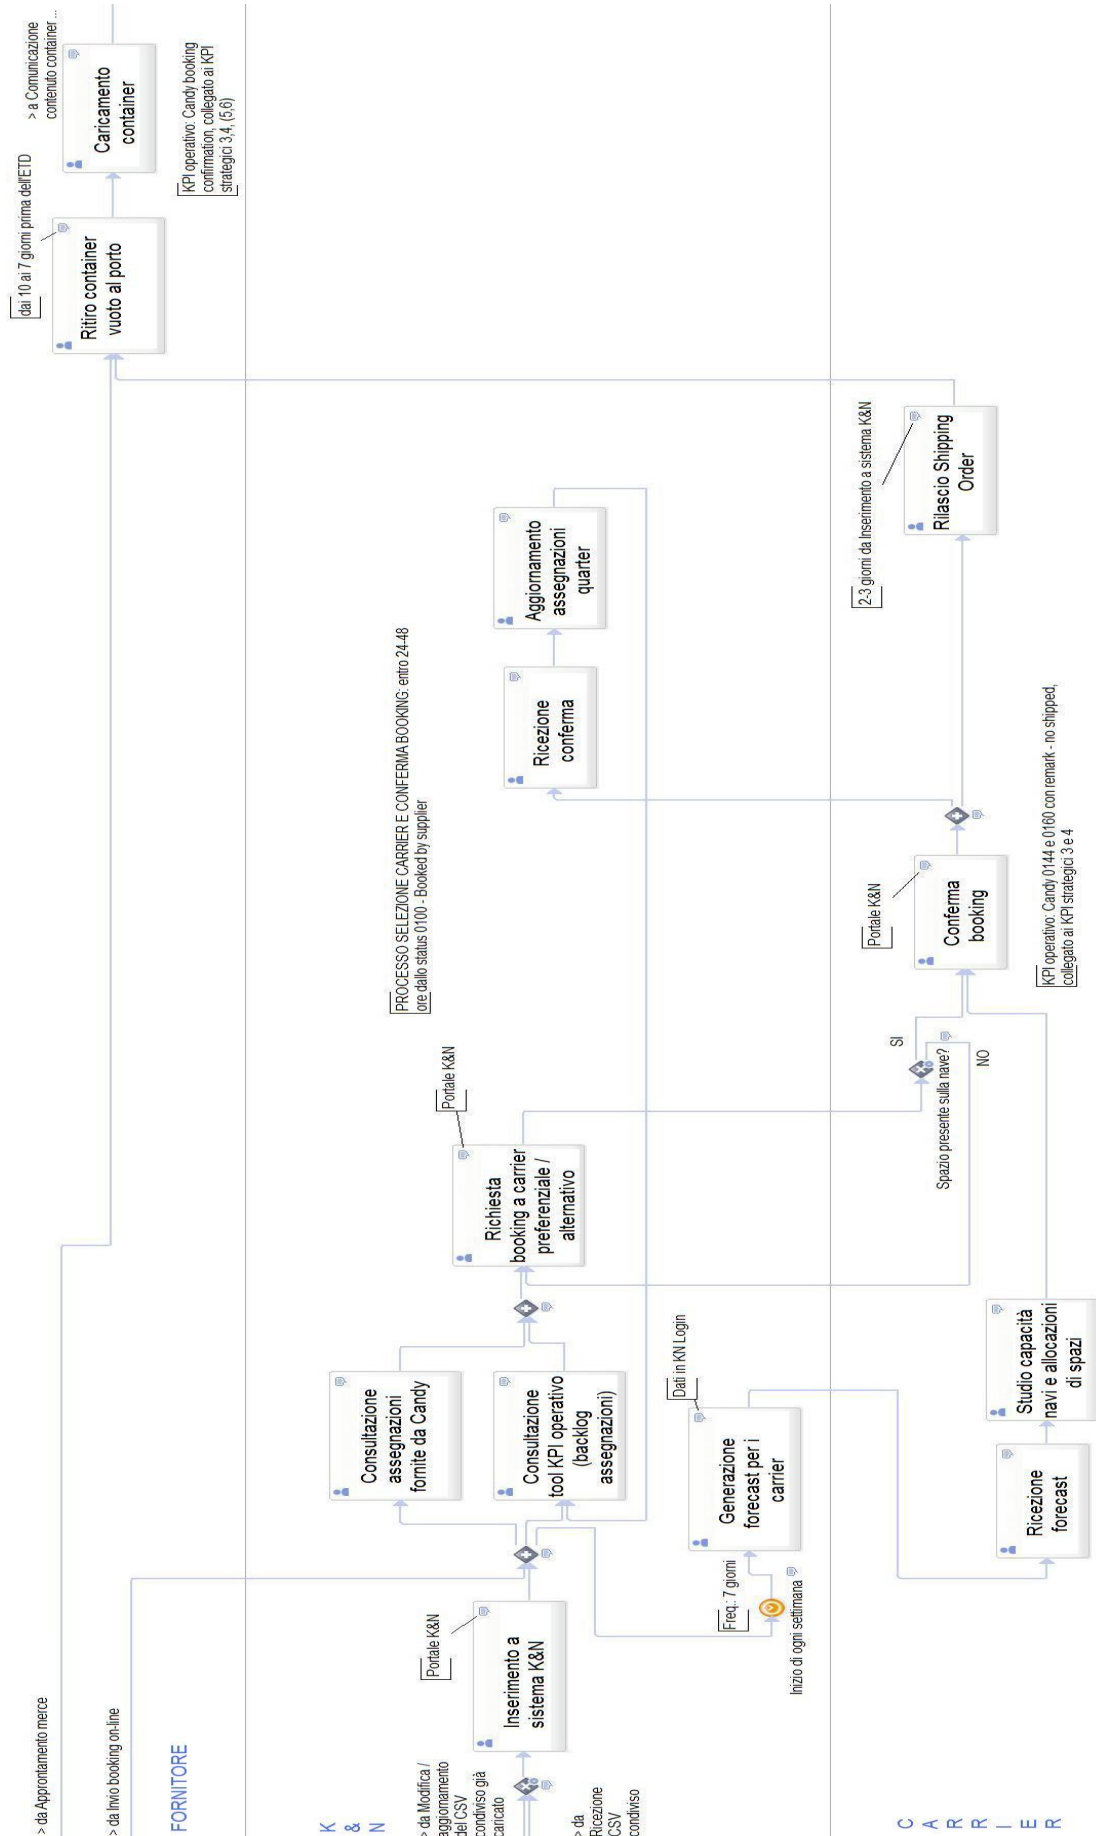 > da Approntamento merce
> da Invio booking on-line
FORNITORE
dai 10 ai 7 giorni prima dell'ETD
Ritiro container
vuoto al porto
> a Comunicazione
contenuto container ...
Caricamento
container
KPI operativo: Candy booking
confirmation, collegato ai KPI
strategici 3,4, (5,6)
K
&
N
> da Modifica /
aggiornamento
del CSV
condiviso già
caricato
> da
Ricezione
CSV
condiviso
Portale K&N
Inserimento a
sistema K&N
Consultazione
assegnazioni
fornite da Candy
Consultazione
tool KPI operativo
(backlog
assegnazioni)
Freq.: 7 giorni
Inizio di ogni settimana
Dati in KN Login
Generazione
forecast per i
carrier
Portale K&N
Richiesta
booking a carrier
preferenziale /
alternativo
PROCESSO SELEZIONE CARRIER E CONFERMA BOOKING: entro 24-48
ore dallo status 0100 - Booked by supplier
Ricezione
conferma
Aggiornamento
assegnazioni
quarter
C
A
R
R
I
E
R
Ricezione
forecast
Studio capacità
navi e allocazioni
di spazi
Spazio presente sulla nave?
SI
NO
Portale K&N
Conferma
booking
KPI operativo: Candy 0144 e 0160 con remark - no shipped,
collegato ai KPI strategici 3 e 4
2-3 giorni da Inserimento a sistema K&N
Rilascio Shipping
Order